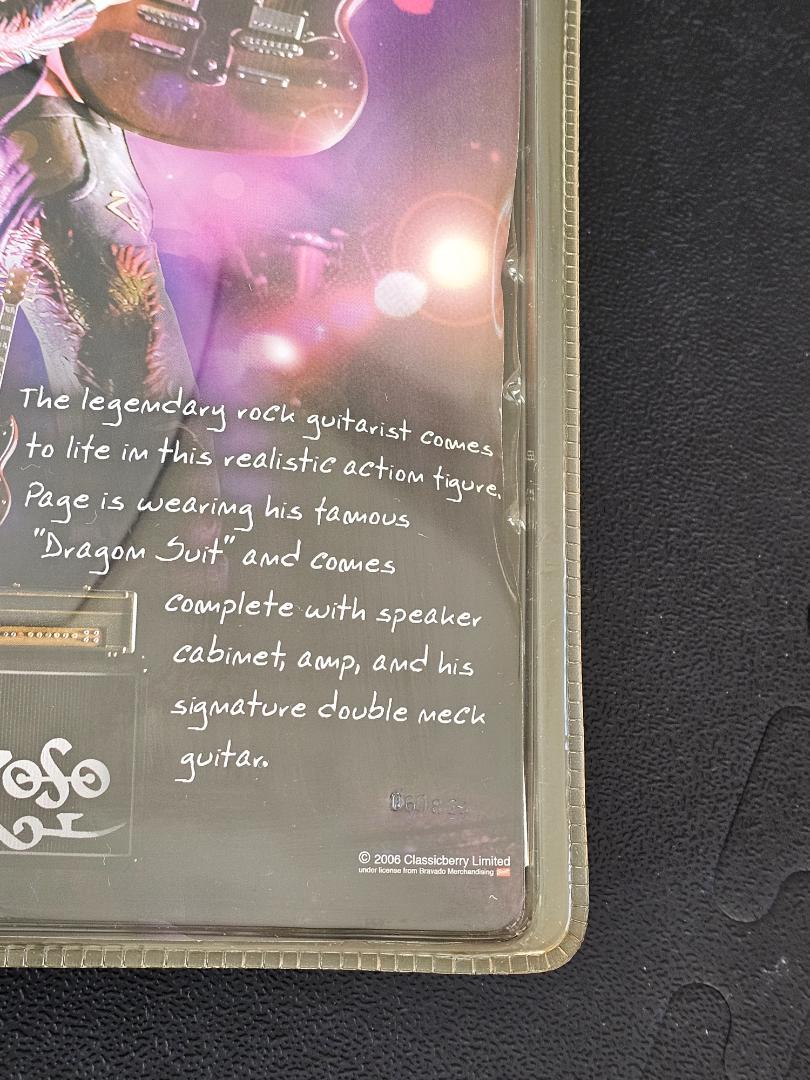 The legendary rock guitarist comes
to life in this realistic action figure.
Page is wearing his famous
"Dragon Suit" and comes
complete with speaker
cabinet, amp, and his
signature double neck
guitar.
© 2006 Classicberry Limited
under license from Bravado Merchandising